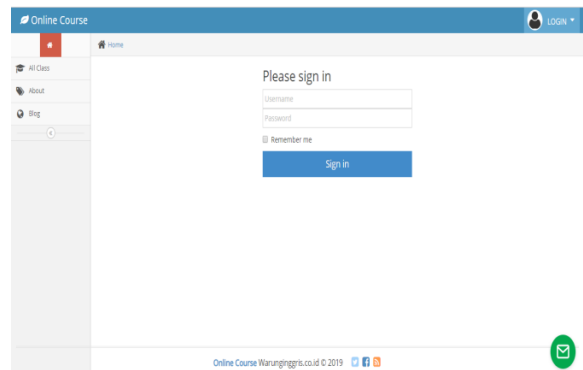 Online Course
LOGIN
Home
All Class
About
Blog
Please sign in
Username
Password
Remember me
Sign in
Online Course Warunginggris.co.id © 2019